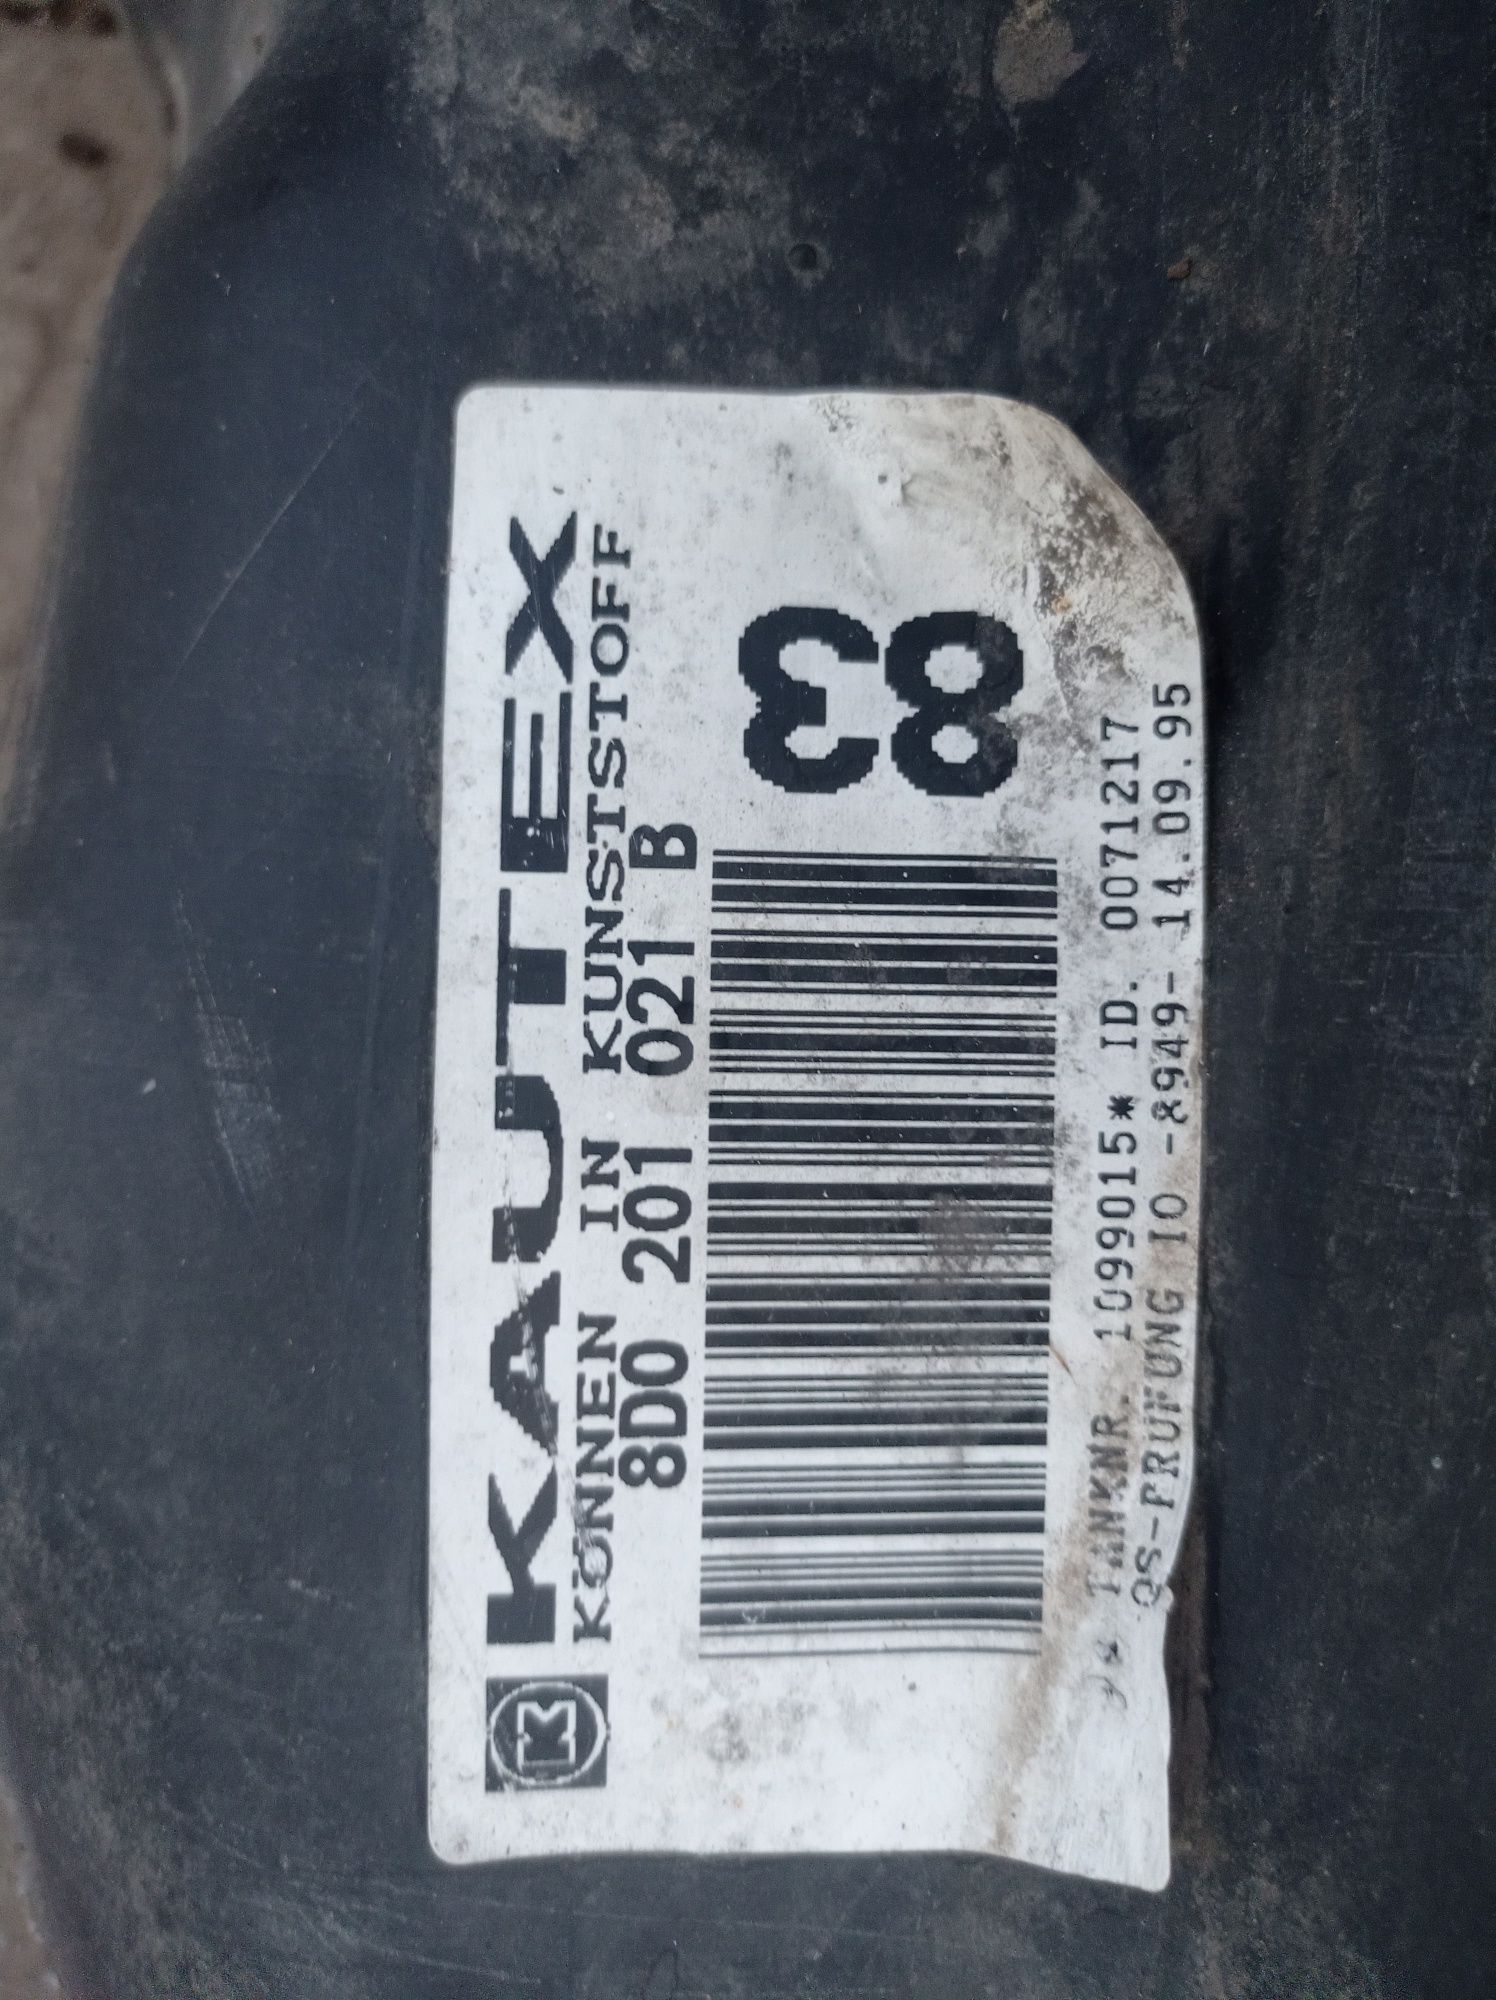 KAUTEX
KÖNNEN IN KUNSTSTOFF
8D0 201 021 B
83
TANKNR. 1099015* ID. 0071217
QS-PRÜFUNG IO -8949- 14.09.95